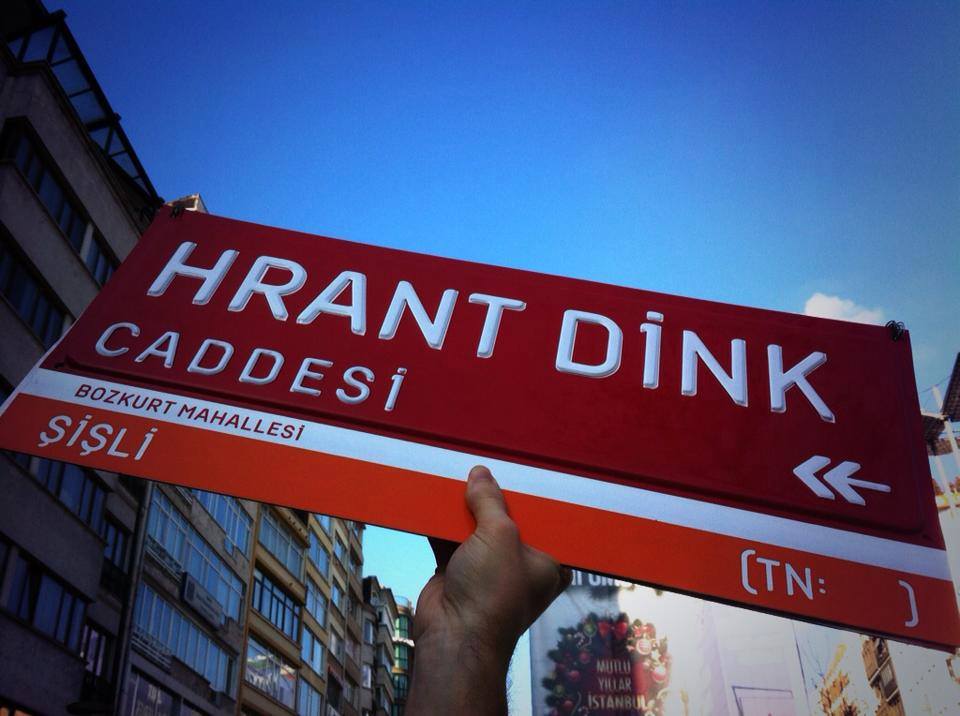 HRANT DİNK
CADDESİ
BOZKURT MAHALLESİ
ŞİŞLİ
(TN: )
MUTLU
YILLAR
İSTANBUL